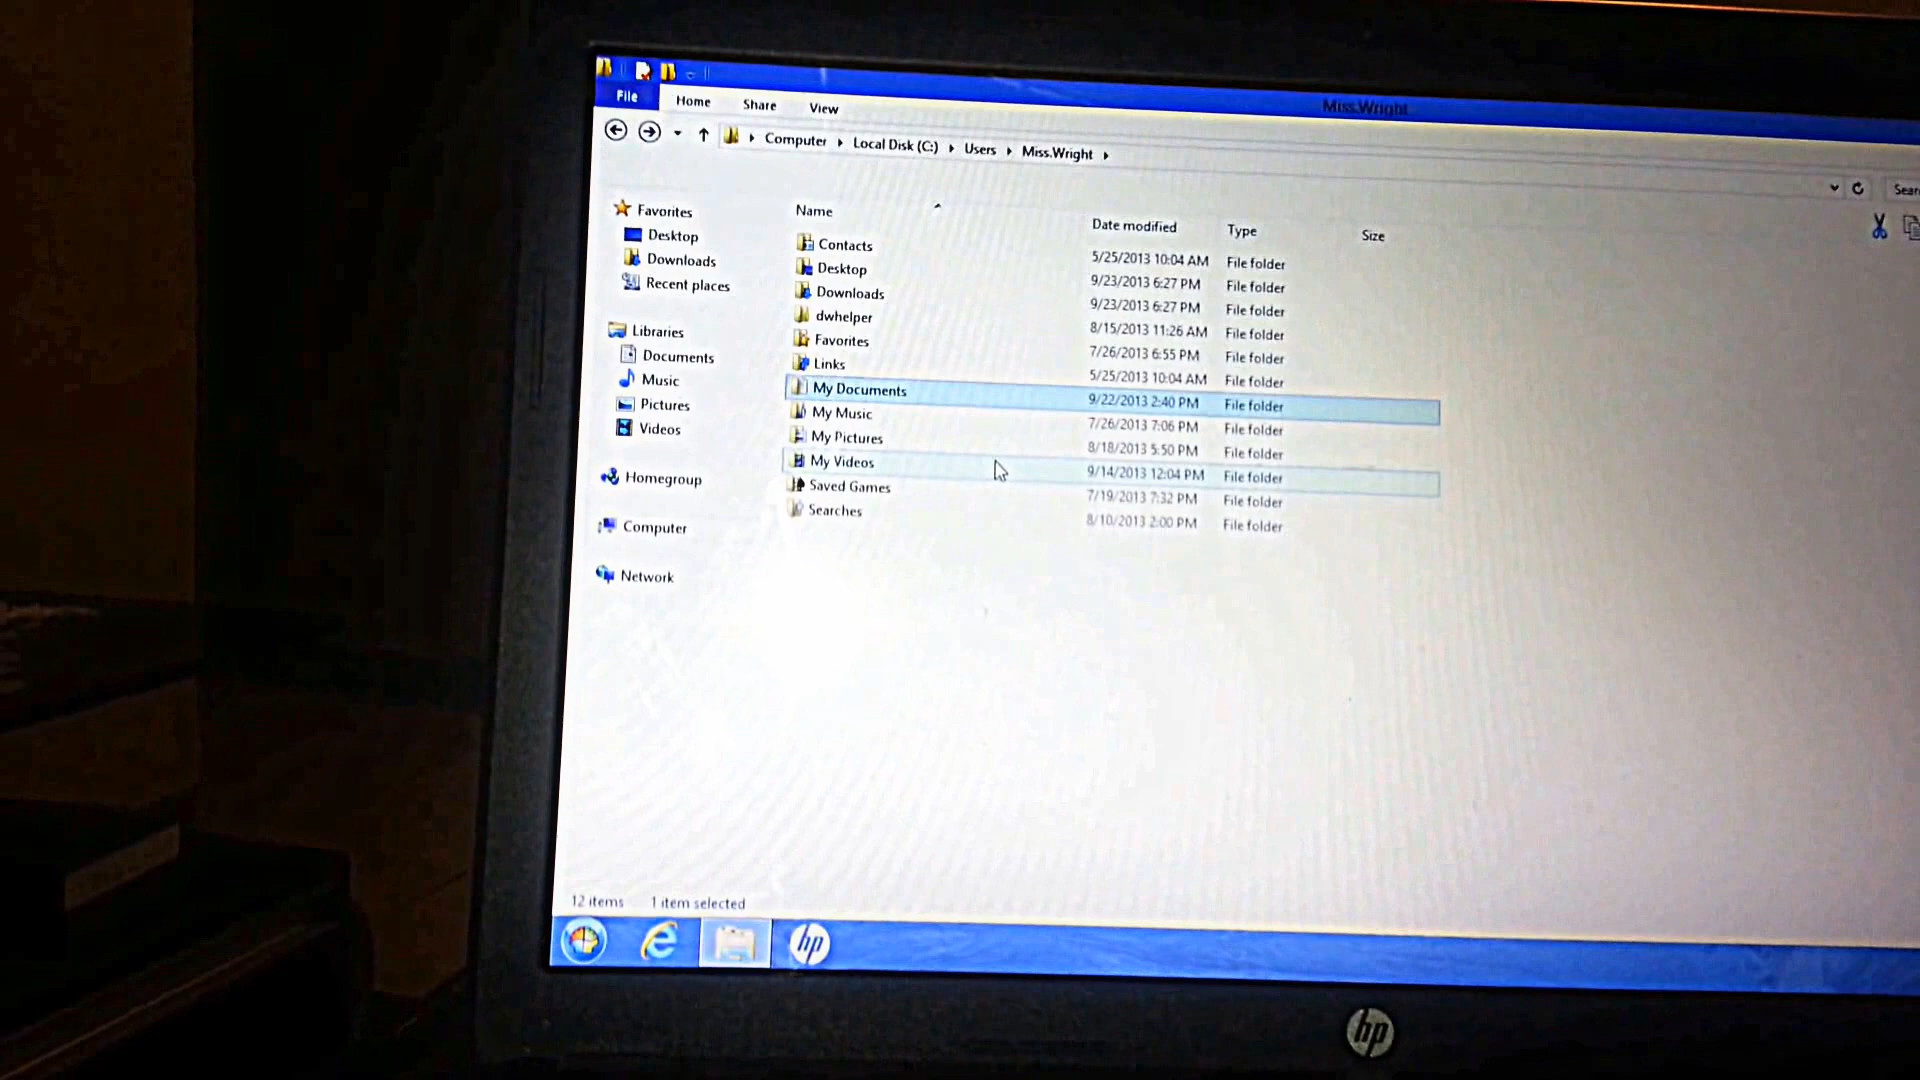 Miss.Wright
File Home Share View
Computer Local Disk (C:) Users Miss.Wright
Sear
Favorites
Desktop
Downloads
Recent places
Libraries
Documents
Music
Pictures
Videos
Homegroup
Computer
Network
Name Date modified Type Size
Contacts 5/25/2013 10:04 AM File folder
Desktop 9/23/2013 6:27 PM File folder
Downloads 9/23/2013 6:27 PM File folder
dwhelper 8/15/2013 11:26 AM File folder
Favorites 7/26/2013 6:55 PM File folder
Links 5/25/2013 10:04 AM File folder
My Documents 9/22/2013 2:40 PM File folder
My Music 7/26/2013 7:06 PM File folder
My Pictures 8/18/2013 5:50 PM File folder
My Videos 9/14/2013 12:04 PM File folder
Saved Games 7/19/2013 7:32 PM File folder
Searches 8/10/2013 2:00 PM File folder
12 items 1 item selected
hp
hp